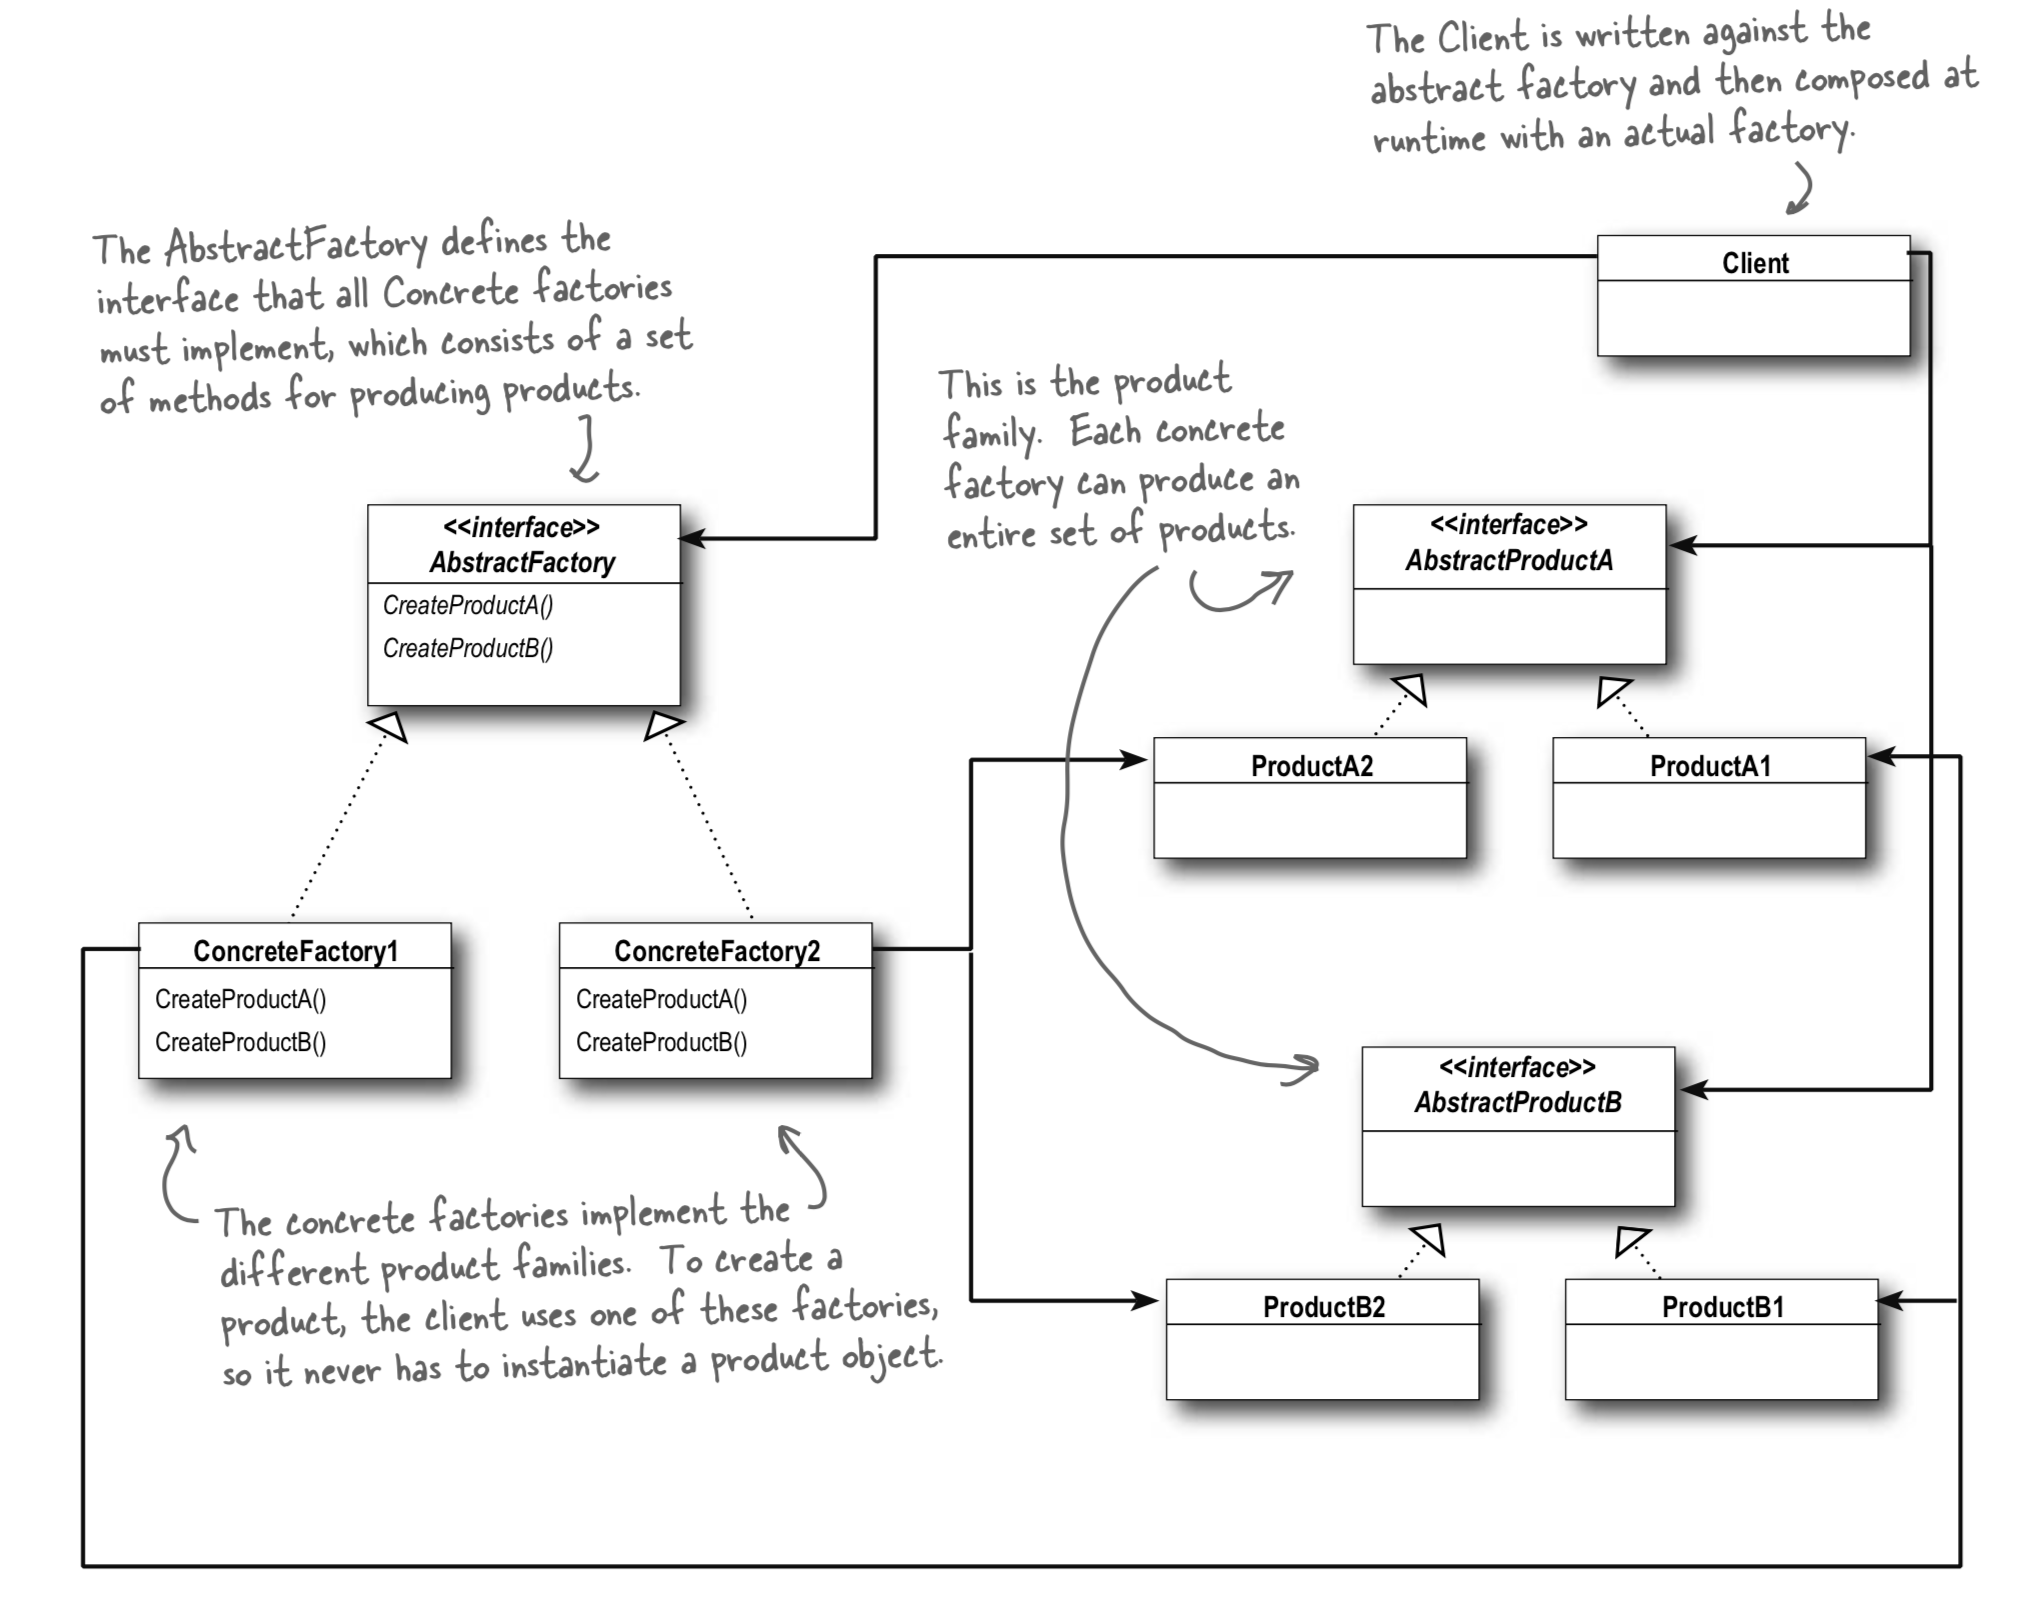 The Client is written against the
abstract factory and then composed at
runtime with an actual factory.
Client
The AbstractFactory defines the
interface that all Concrete factories
must implement, which consists of a set
of methods for producing products.
This is the product
family. Each concrete
factory can produce an
entire set of products.
<<interface>>
AbstractFactory
CreateProductA()
CreateProductB()
<<interface>>
AbstractProductA
ProductA2
ProductA1
ConcreteFactory1
CreateProductA()
CreateProductB()
ConcreteFactory2
CreateProductA()
CreateProductB()
<<interface>>
AbstractProductB
The concrete factories implement the
different product families. To create a
product, the client uses one of these factories,
so it never has to instantiate a product object.
ProductB2
ProductB1